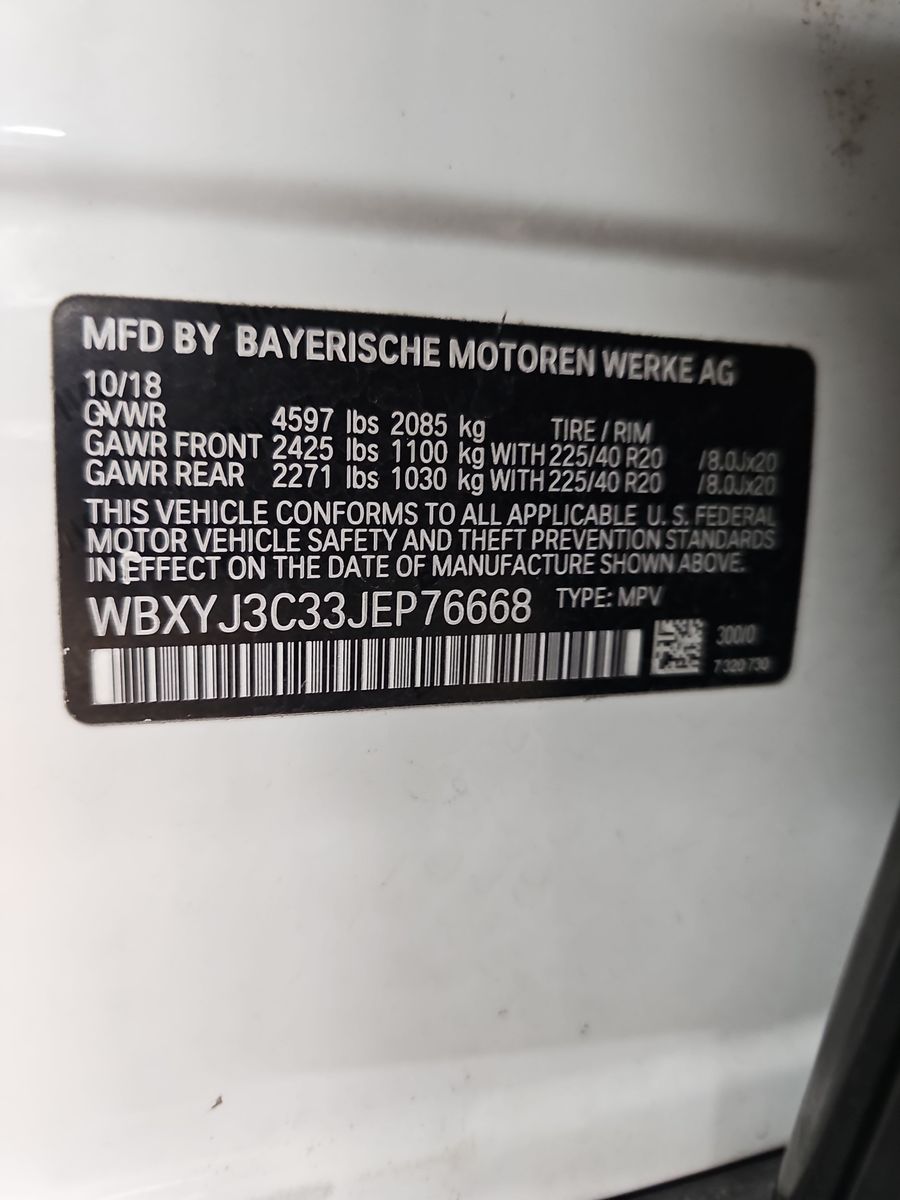 MFD BY BAYERISCHE MOTOREN WERKE AG
10/18
GVWR 4597 lbs 2085 kg TIRE / RIM
GAWR FRONT 2425 lbs 1100 kg WITH 225/40 R20 /8.0Jx20
GAWR REAR 2271 lbs 1030 kg WITH 225/40 R20 /8.0Jx20
THIS VEHICLE CONFORMS TO ALL APPLICABLE U. S. FEDERAL
MOTOR VEHICLE SAFETY AND THEFT PREVENTION STANDARDS
IN EFFECT ON THE DATE OF MANUFACTURE SHOWN ABOVE.
WBXYJ3C33JEP76668 TYPE: MPV
300/0
7 320 730